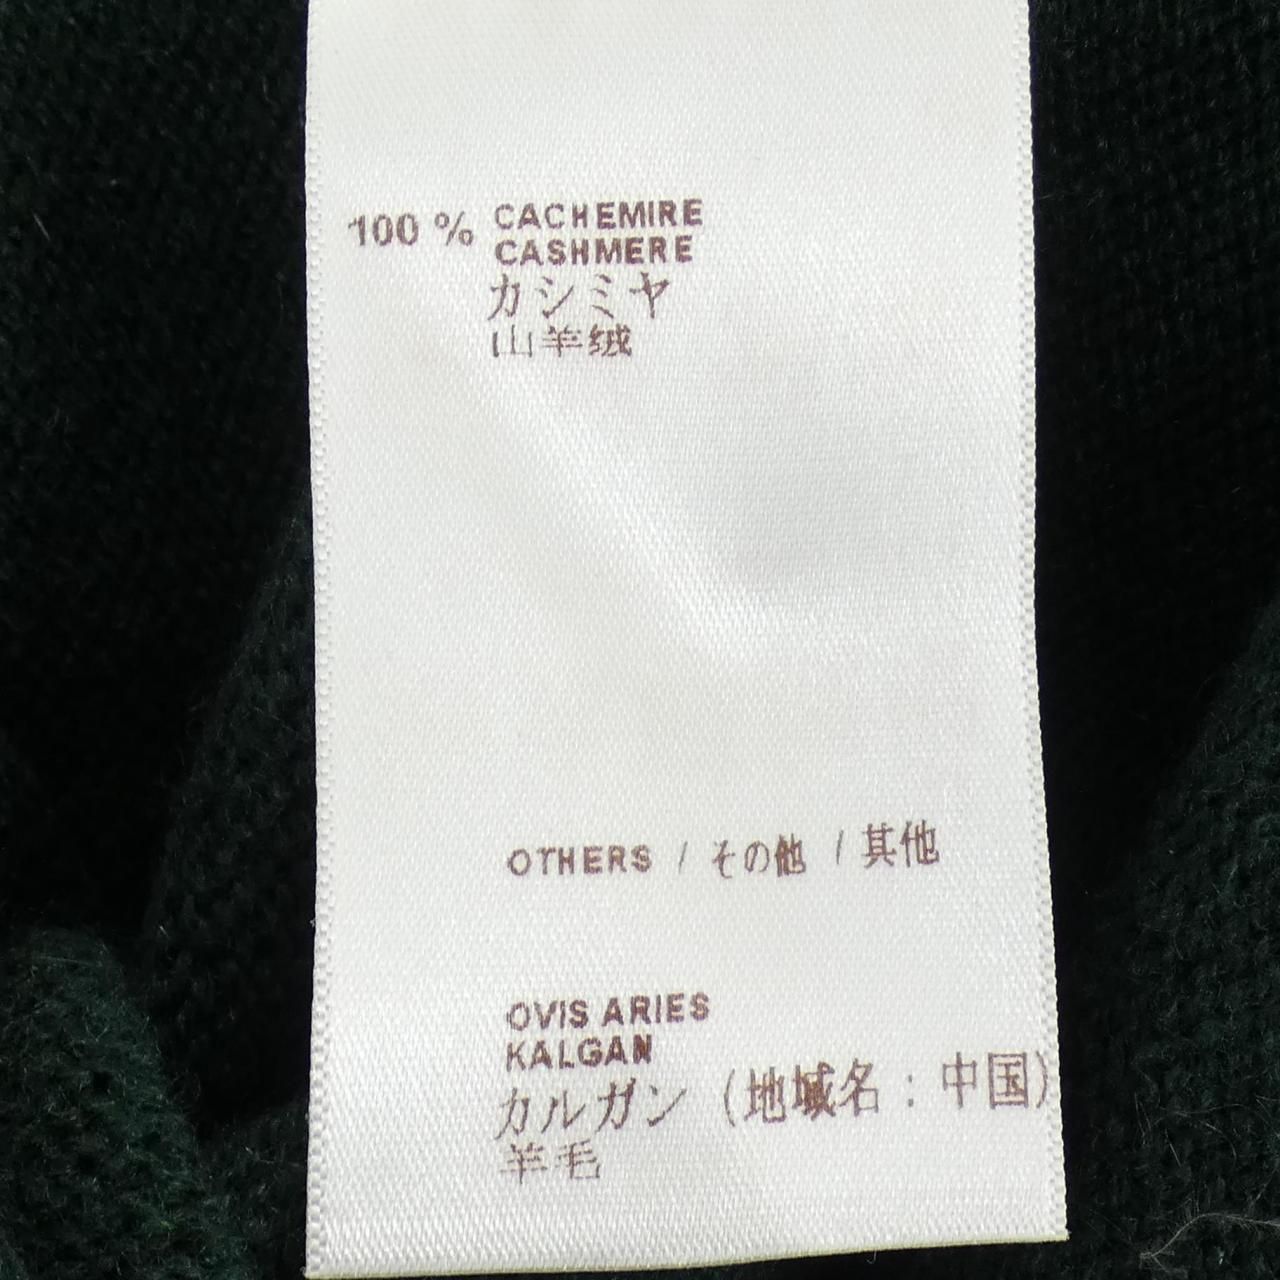 100 % CACHEMIRE
CASHMERE
カシミヤ
山羊绒
OTHERS / その他 / 其他
OVIS ARIES
KALGAN
カルガン (地域名:中国)
羊毛